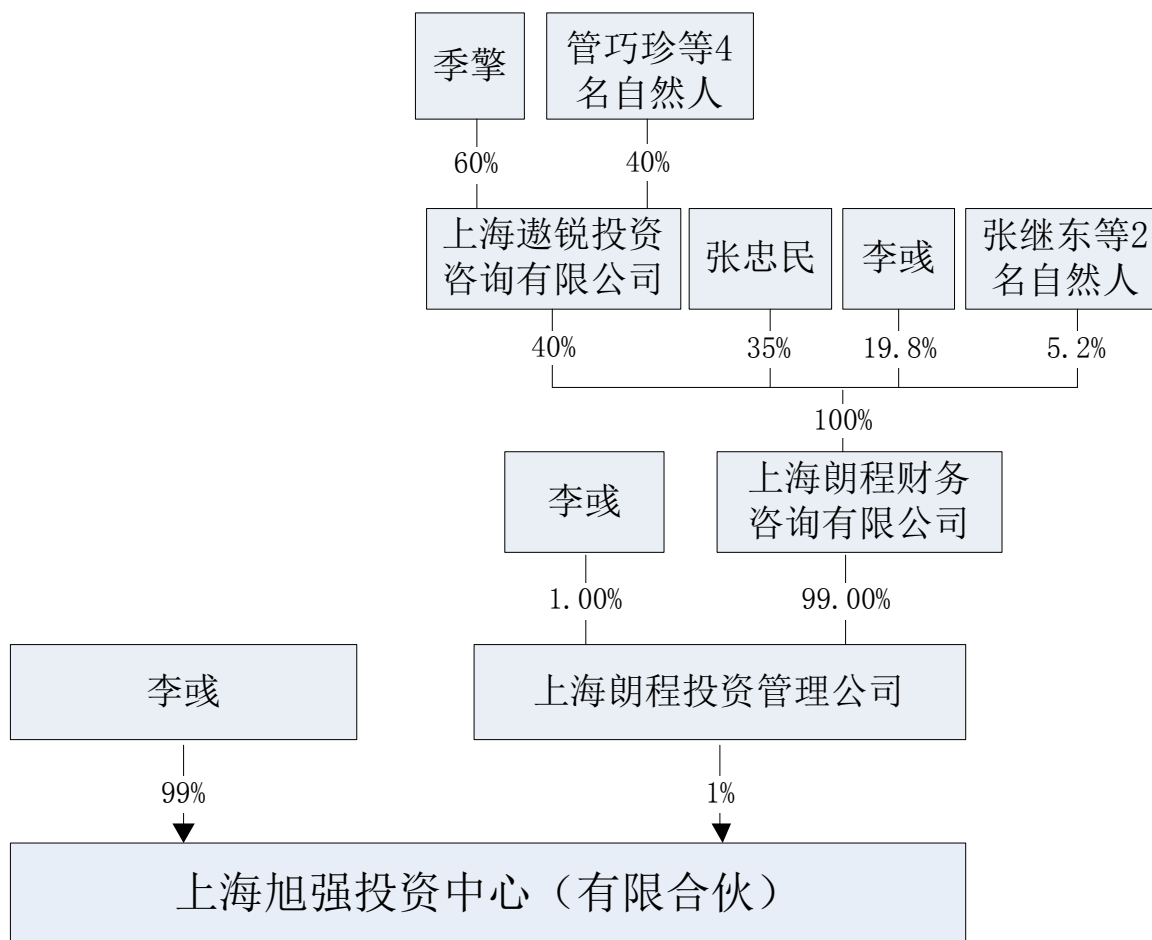 季擎
管巧珍等4
名自然人
60%
40%
上海遨锐投资
咨询有限公司
张忠民
李彧
张继东等2
名自然人
40%
35%
19.8%
5.2%
100%
李彧
上海朗程财务
咨询有限公司
1.00%
99.00%
李彧
上海朗程投资管理公司
99%
1%
上海旭强投资中心（有限合伙）